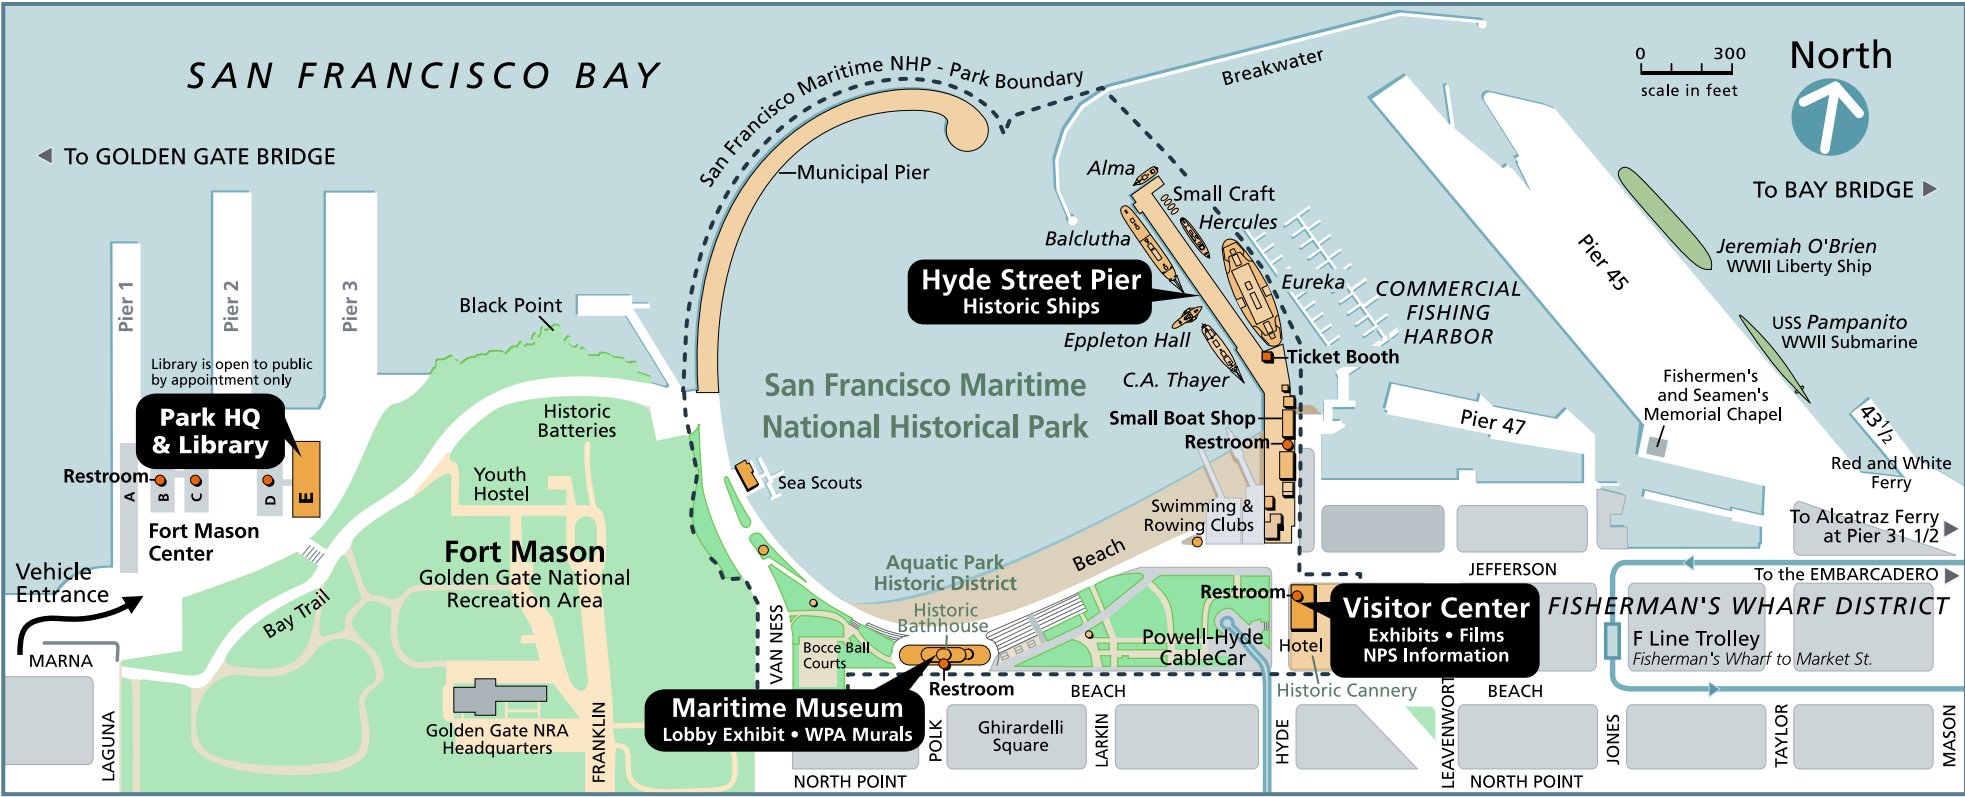 SAN FRANCISCO BAY
San Francisco Maritime NHP - Park Boundary
Breakwater
0 300
scale in feet
North
To GOLDEN GATE BRIDGE
To BAY BRIDGE
Municipal Pier
Alma
Small Craft
Hercules
Balclutha
Eureka
Hyde Street Pier
Historic Ships
Eppleton Hall
C.A. Thayer
Ticket Booth
Small Boat Shop
Restroom
COMMERCIAL
FISHING
HARBOR
Pier 45
Jeremiah O'Brien
WWII Liberty Ship
USS Pampanito
WWII Submarine
Fishermen's
and Seamen's
Memorial Chapel
Pier 47
43 1/2
Red and White
Ferry
To Alcatraz Ferry
at Pier 31 1/2
To the EMBARCADERO
Pier 1
Pier 2
Pier 3
Black Point
Library is open to public
by appointment only
Park HQ
& Library
Restroom
A
B
C
D
E
Fort Mason
Center
Vehicle
Entrance
MARNA
LAGUNA
Bay Trail
Historic
Batteries
Youth
Hostel
Fort Mason
Golden Gate National
Recreation Area
Golden Gate NRA
Headquarters
FRANKLIN
San Francisco Maritime
National Historical Park
Sea Scouts
Swimming &
Rowing Clubs
Beach
Aquatic Park
Historic District
Historic
Bathhouse
VAN NESS
Bocce Ball
Courts
Restroom
Maritime Museum
Lobby Exhibit • WPA Murals
Powell-Hyde
CableCar
Restroom
Hotel
Visitor Center
Exhibits • Films
NPS Information
Historic Cannery
JEFFERSON
FISHERMAN'S WHARF DISTRICT
F Line Trolley
Fisherman's Wharf to Market St.
BEACH
BEACH
POLK
Ghirardelli
Square
LARKIN
HYDE
LEAVENWORT
JONES
TAYLOR
MASON
NORTH POINT
NORTH POINT